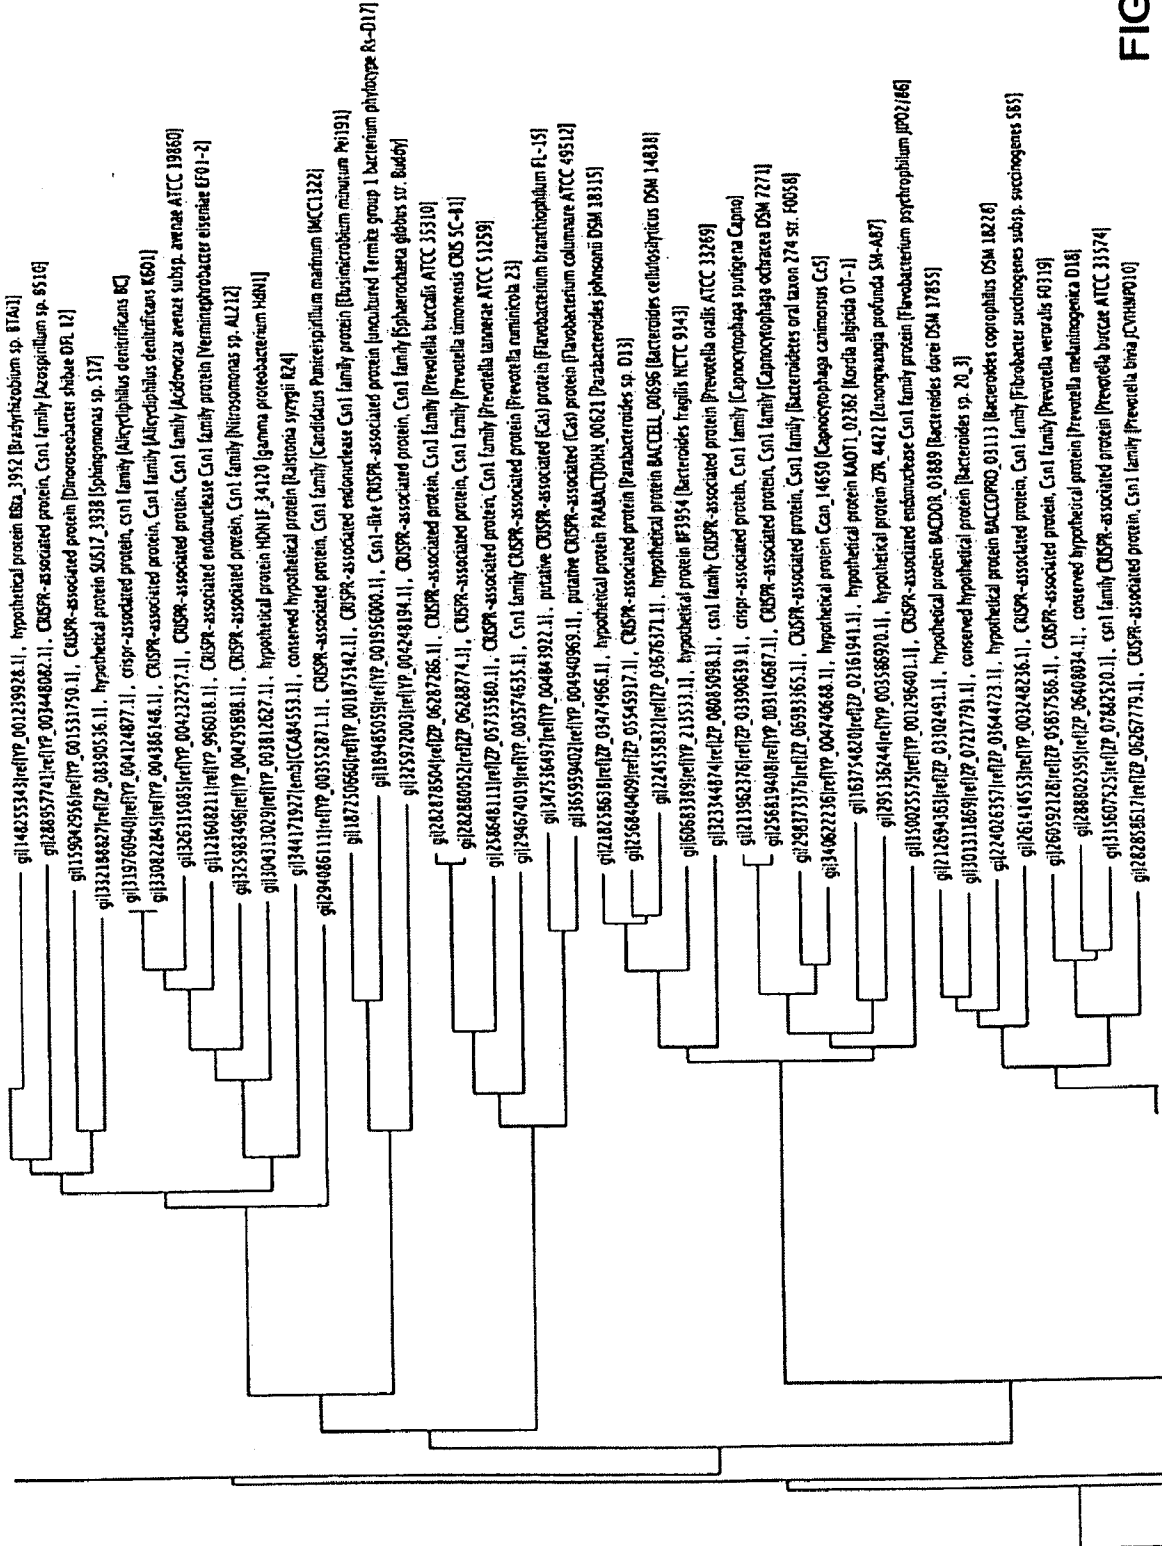 gi|148255343|ref|YP_001239928.1|, hypothetical protein BBta_3952 [Bradyrhizobium sp. BTAi1]
gi|288957741|ref|YP_003448082.1|, CRISPR-associated protein, Csn1 family [Azospirillum sp. B510]
gi|159042956|ref|YP_001531750.1|, CRISPR-associated protein [Dinoroseobacter shibae DFL 12]
gi|332188827|ref|ZP_08390536.1|, hypothetical protein SUS17_3938 [Sphingomonas sp. S17]
gi|319760940|ref|YP_004124877.1|, crispr-associated protein, csn1 family [Alicycliphilus denitrificans BC]
gi|330822845|ref|YP_004386148.1|, CRISPR-associated protein, Csn1 family [Alicycliphilus denitrificans K601]
gi|326315085|ref|YP_004232757.1|, CRISPR-associated protein, Csn1 family [Acidovorax avenae subsp. avenae ATCC 19860]
gi|121608211|ref|YP_996018.1|, CRISPR-associated endonuclease Csn1 family protein [Verminephrobacter eiseniae EF01-2]
gi|325983496|ref|YP_004295898.1|, CRISPR-associated protein, Csn1 family [Nitrosomonas sp. AL212]
gi|304313029|ref|YP_003812627.1|, hypothetical protein HDN1F_34120 [gamma proteobacterium HdN1]
gi|344171927|emb|CCA84553.1|, conserved hypothetical protein [Ralstonia syzygii R24]
gi|294086111|ref|YP_003552871.1|, CRISPR-associated protein, Csn1 family [Candidatus Puniceispirillum marinum IMCC1322]
gi|187250660|ref|YP_001875142.1|, CRISPR-associated endonuclease Csn1 family protein [Elusimicrobium minutum Pei191]
gi|189485059|ref|YP_001956000.1|, Csn1-like CRISPR-associated protein [uncultured Termite group 1 bacterium phylotype Rs-D17]
gi|325972003|ref|YP_004248194.1|, CRISPR-associated protein, Csn1 family [Sphaerochaeta globus str. Buddy]
gi|282878504|ref|ZP_06287286.1|, CRISPR-associated protein, Csn1 family [Prevotella buccalis ATCC 35310]
gi|282880052|ref|ZP_06288774.1|, CRISPR-associated protein, Csn1 family [Prevotella timonensis CRIS 5C-B1]
gi|258648111|ref|ZP_05735580.1|, CRISPR-associated protein, Csn1 family [Prevotella tannerae ATCC 51259]
gi|294674019|ref|YP_003574635.1|, Csn1 family CRISPR-associated protein [Prevotella ruminicola 23]
gi|347536497|ref|YP_004843922.1|, putative CRISPR-associated (Cas) protein [Flavobacterium branchiophilum FL-15]
gi|365959402|ref|YP_004940969.1|, putative CRISPR-associated (Cas) protein [Flavobacterium columnare ATCC 49512]
gi|218258638|ref|ZP_03474966.1|, hypothetical protein PRABACTJOHN_00621 [Parabacteroides johnsonii DSM 18315]
gi|256840409|ref|ZP_05545917.1|, CRISPR-associated protein [Parabacteroides sp. D13]
gi|224535832|ref|ZP_03676371.1|, hypothetical protein BACCELL_00696 [Bacteroides cellulosilyticus DSM 14838]
gi|60683389|ref|YP_213533.1|, hypothetical protein BF3954 [Bacteroides fragilis NCTC 9343]
gi|323344874|ref|ZP_08085098.1|, csn1 family CRISPR-associated protein [Prevotella oralis ATCC 33269]
gi|213962376|ref|ZP_03390639.1|, crispr-associated protein, Csn1 family [Capnocytophaga sputigena Capno]
gi|256819408|ref|YP_003140687.1|, CRISPR-associated protein, Csn1 family [Capnocytophaga ochracea DSM 7271]
gi|298373376|ref|ZP_06983365.1|, CRISPR-associated protein, Csn1 family [Bacteroidetes oral taxon 274 str. F0058]
gi|340622236|ref|YP_004740688.1|, hypothetical protein Ccan_14650 [Capnocytophaga canimorsus Cc5]
gi|163754820|ref|ZP_02161941.1|, hypothetical protein KAOT1_02362 [Kordia algicida OT-1]
gi|295136244|ref|YP_003586920.1|, hypothetical protein ZPR_4422 [Zunongwangia profunda SM-A87]
gi|150025575|ref|YP_001296401.1|, CRISPR-associated endonuclease Csn1 family protein [Flavobacterium psychrophilum JIP02/86]
gi|212694363|ref|ZP_03302491.1|, hypothetical protein BACDOR_01889 [Bacteroides dorei DSM 17855]
gi|301311869|ref|ZP_07217791.1|, conserved hypothetical protein [Bacteroides sp. 20_3]
gi|224026357|ref|ZP_03644723.1|, hypothetical protein BACCOPRO_03113 [Bacteroides coprophilus DSM 18228]
gi|261414553|ref|YP_003248236.1|, CRISPR-associated protein, Csn1 family [Fibrobacter succinogenes subsp. succinogenes S85]
gi|260592128|ref|ZP_05857586.1|, CRISPR-associated protein, Csn1 family [Prevotella veroralis F0319]
gi|288802595|ref|ZP_06408034.1|, conserved hypothetical protein [Prevotella melaninogenica D18]
gi|315607525|ref|ZP_07882520.1|, csn1 family CRISPR-associated protein [Prevotella buccae ATCC 33574]
gi|282858617|ref|ZP_06267779.1|, CRISPR-associated protein, Csn1 family [Prevotella bivia JCVIHMP010]
FIG